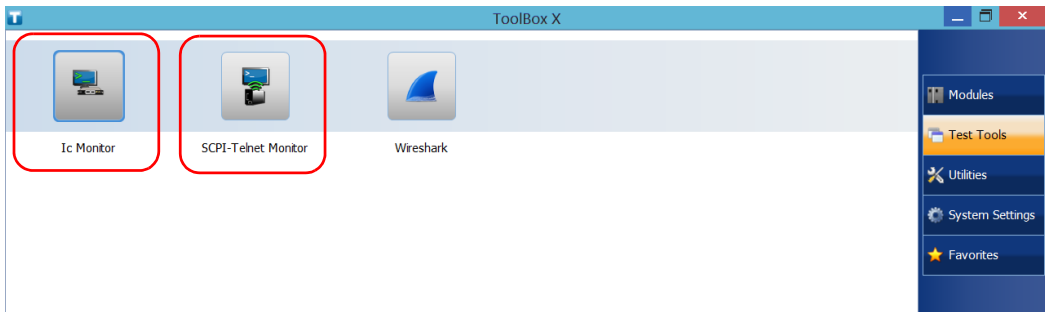 ToolBox X
Ic Monitor
SCPI-Telnet Monitor
Wireshark
Modules
Test Tools
Utilities
System Settings
Favorites